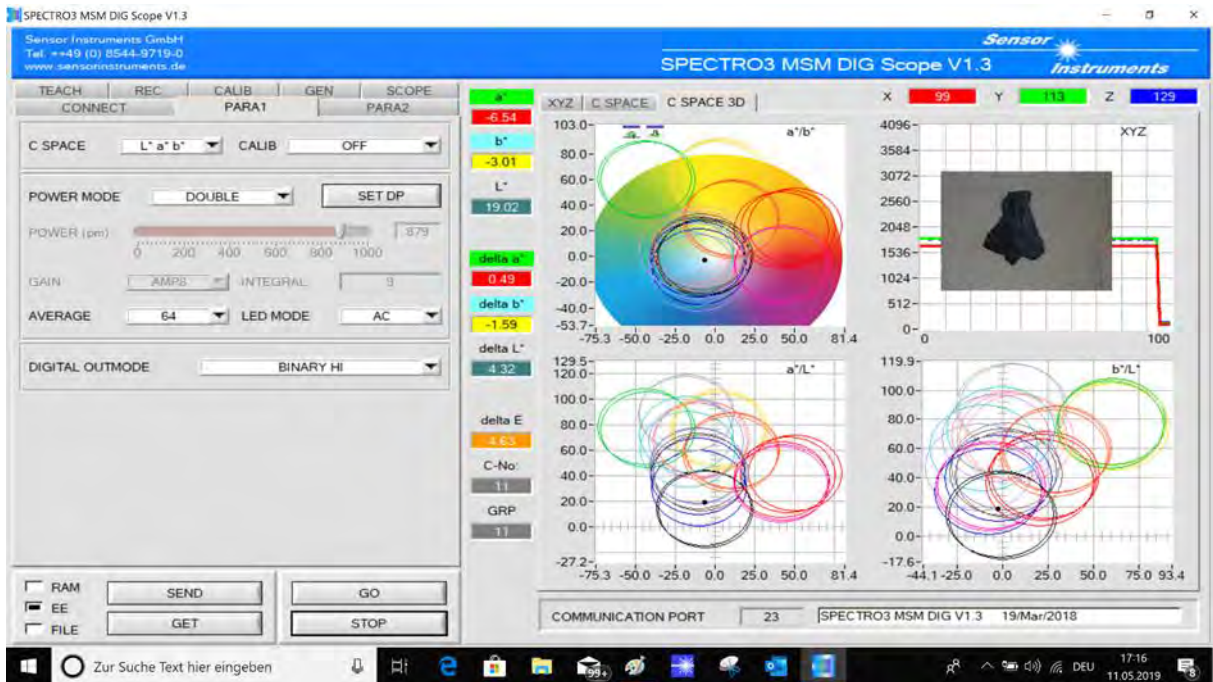 SPECTRO3 MSM DIG Scope V1.3
Sensor Instruments GmbH
Tel. ++49 (0) 8544-9719-0
www.sensorinstruments.de
Sensor
Instruments
SPECTRO3 MSM DIG Scope V1.3
TEACH REC CALIB GEN SCOPE
CONNECT PARA1 PARA2
C SPACE L* a* b* CALIB OFF
POWER MODE DOUBLE SET DP
POWER (pm) 879
0 200 400 600 800 1000
GAIN AMP8 INTEGRAL 9
AVERAGE 64 LED MODE AC
DIGITAL OUTMODE BINARY HI
RAM
EE
FILE
SEND GO
GET STOP
a*
-6.54
b*
-3.01
L*
19.02
delta a*
0.49
delta b*
-1.59
delta L*
4.32
delta E
4.63
C-No:
11
GRP
11
XYZ C SPACE C SPACE 3D
X 99 Y 113 Z 129
a*/b*
103.0-
80.0-
60.0-
40.0-
20.0-
0.0-
-20.0-
-40.0-
-53.7-
-75.3 -50.0 -25.0 0.0 25.0 50.0 81.4
XYZ
4096-
3584-
3072-
2560-
2048-
1536-
1024-
512-
0-
0 100
a*/L*
129.5-
120.0-
100.0-
80.0-
60.0-
40.0-
20.0-
0.0-
-27.2-
-75.3 -50.0 -25.0 0.0 25.0 50.0 81.4
b*/L*
119.9-
100.0-
80.0-
60.0-
40.0-
20.0-
0.0-
-17.6-
-44.1 -25.0 0.0 25.0 50.0 75.0 93.4
COMMUNICATION PORT 23 SPECTRO3 MSM DIG V1.3 19/Mar/2018
Zur Suche Text hier eingeben
99+
DEU
17:16
11.05.2019
8